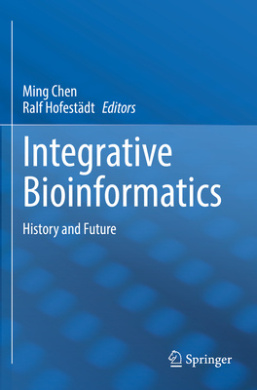 Ming Chen
Ralf Hofestädt Editors
Integrative
Bioinformatics
History and Future
Springer